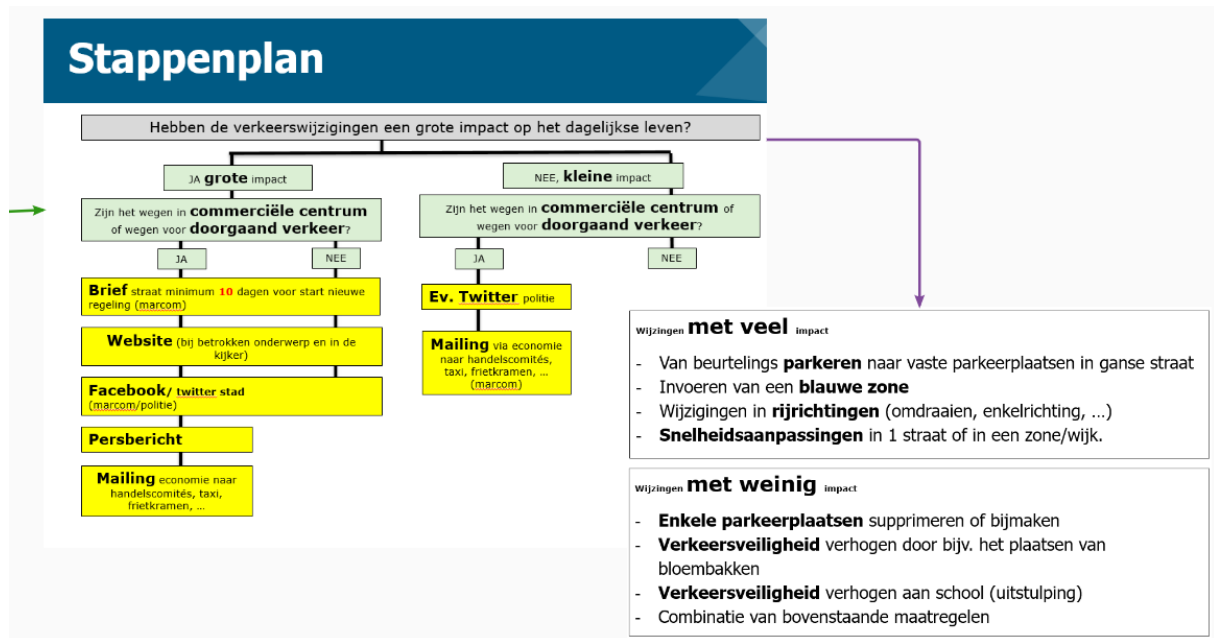 Stappenplan
Hebben de verkeerswijzigingen een grote impact op het dagelijkse leven?
JA grote impact
Zijn het wegen in commerciële centrum
of wegen voor doorgaand verkeer?
JA
NEE
Brief straat minimum 10 dagen voor start nieuwe
regeling (marcom)
Website (bij betrokken onderwerp en in de
kijker)
Facebook/ twitter stad
(marcom/politie)
Persbericht
Mailing economie naar
handelscomités, taxi,
frietkramen, ...
NEE, kleine impact
Zijn het wegen in commerciële centrum of
wegen voor doorgaand verkeer?
JA
NEE
Ev. Twitter politie
Mailing via economie
naar handelscomités,
taxi, frietkramen, ...
(marcom)
Wijzingen met veel impact
- Van beurtelings parkeren naar vaste parkeerplaatsen in ganse straat
- Invoeren van een blauwe zone
- Wijzigingen in rijrichtingen (omdraaien, enkelrichting, ...)
- Snelheidsaanpassingen in 1 straat of in een zone/wijk.
Wijzingen met weinig impact
- Enkele parkeerplaatsen supprimeren of bijmaken
- Verkeersveiligheid verhogen door bijv. het plaatsen van
bloembakken
- Verkeersveiligheid verhogen aan school (uitstulping)
- Combinatie van bovenstaande maatregelen